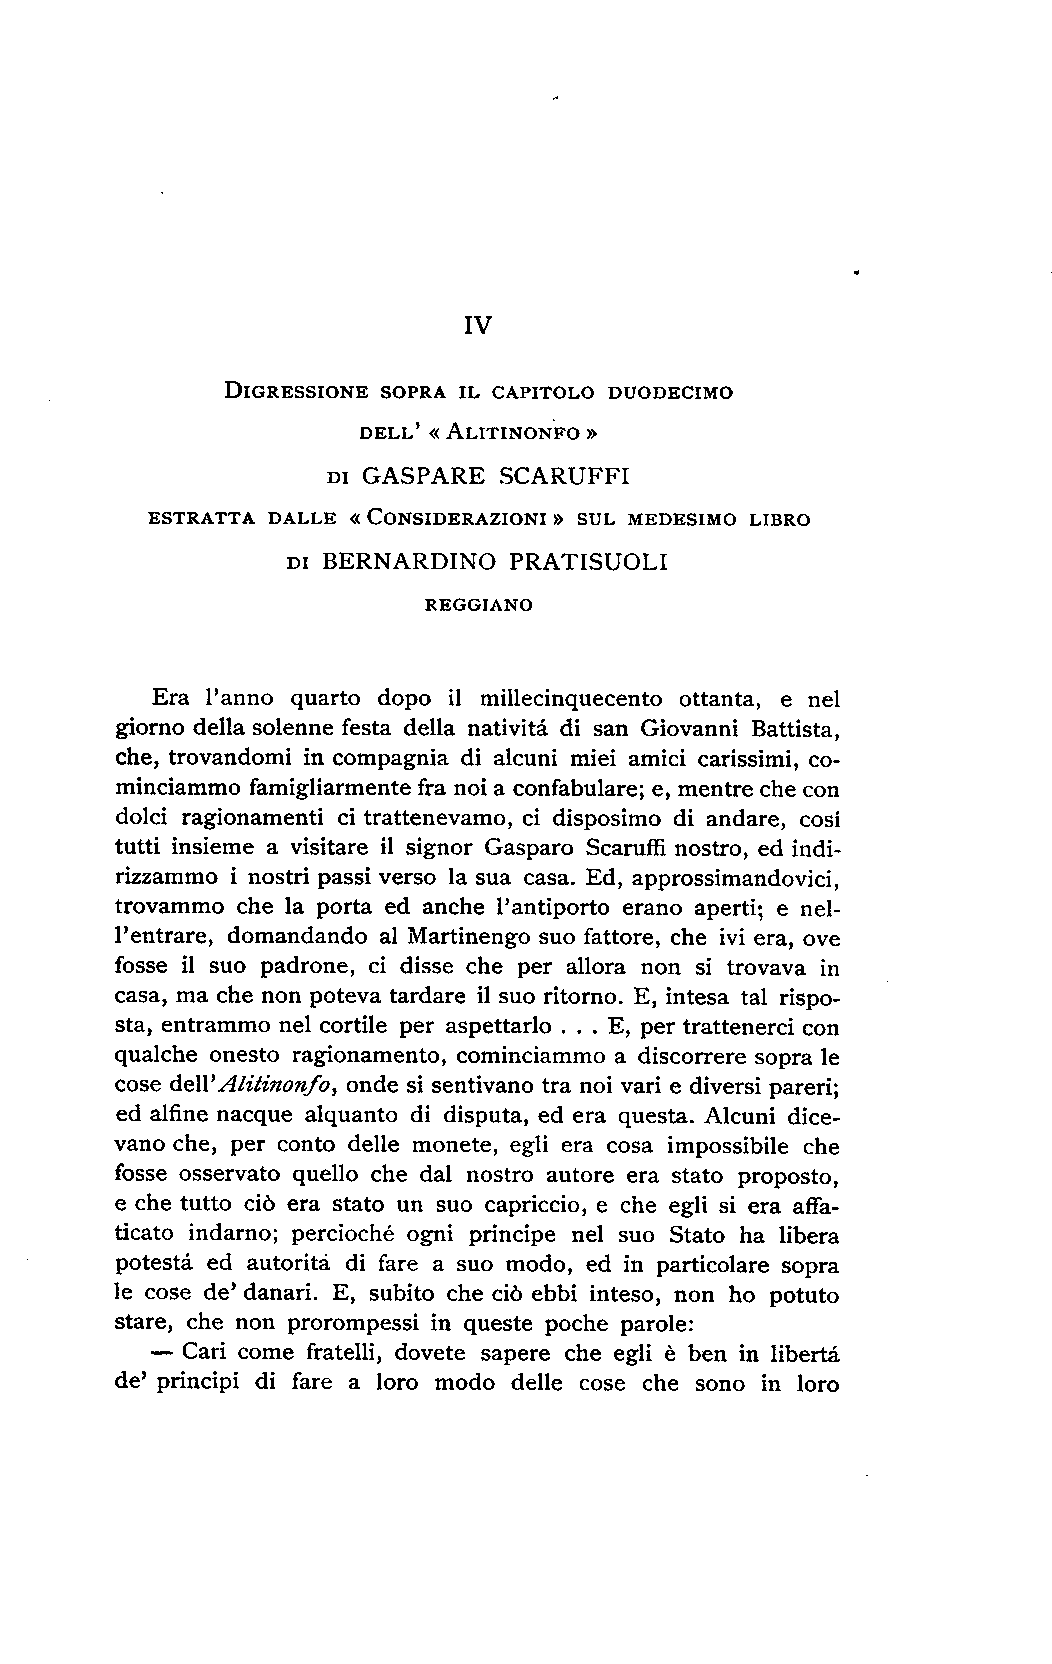 IV
DIGRESSIONE SOPRA IL CAPITOLO DUODECIMO
DELL' « ALITINONFO »
DI GASPARE SCARUFFI
ESTRATTA DALLE « CONSIDERAZIONI » SUL MEDESIMO LIBRO
DI BERNARDINO PRATISUOLI
REGGIANO
Era l'anno quarto dopo il millecinquecento ottanta, e nel
giorno della solenne festa della nativitá di san Giovanni Battista,
che, trovandomi in compagnia di alcuni miei amici carissimi, co-
minciammo famigliarmente fra noi a confabulare; e, mentre che con
dolci ragionamenti ci trattenevamo, ci disposimo di andare, cosi
tutti insieme a visitare il signor Gasparo Scaruffi nostro, ed indi-
rizzammo i nostri passi verso la sua casa. Ed, approssimandovici,
trovammo che la porta ed anche l'antiporto erano aperti; e nel-
l'entrare, domandando al Martinengo suo fattore, che ivi era, ove
fosse il suo padrone, ci disse che per allora non si trovava in
casa, ma che non poteva tardare il suo ritorno. E, intesa tal rispo-
sta, entrammo nel cortile per aspettarlo . . . E, per trattenerci con
qualche onesto ragionamento, cominciammo a discorrere sopra le
cose dell'Alitinonfo, onde si sentivano tra noi vari e diversi pareri;
ed alfine nacque alquanto di disputa, ed era questa. Alcuni dice-
vano che, per conto delle monete, egli era cosa impossibile che
fosse osservato quello che dal nostro autore era stato proposto,
e che tutto ciò era stato un suo capriccio, e che egli si era affa-
ticato indarno; percioché ogni principe nel suo Stato ha libera
potestá ed autoritá di fare a suo modo, ed in particolare sopra
le cose de' danari. E, subito che ciò ebbi inteso, non ho potuto
stare, che non prorompessi in queste poche parole:
— Cari come fratelli, dovete sapere che egli è ben in libertá
de' principi di fare a loro modo delle cose che sono in loro